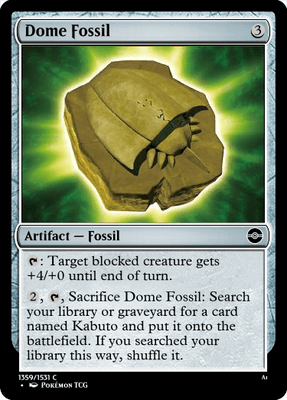 Dome Fossil 3
Artifact — Fossil
: Target blocked creature gets
+4/+0 until end of turn.
2, , Sacrifice Dome Fossil: Search
your library or graveyard for a card
named Kabuto and put it onto the
battlefield. If you searched your
library this way, shuffle it.
1359/1531 C
• Pokémon TCG